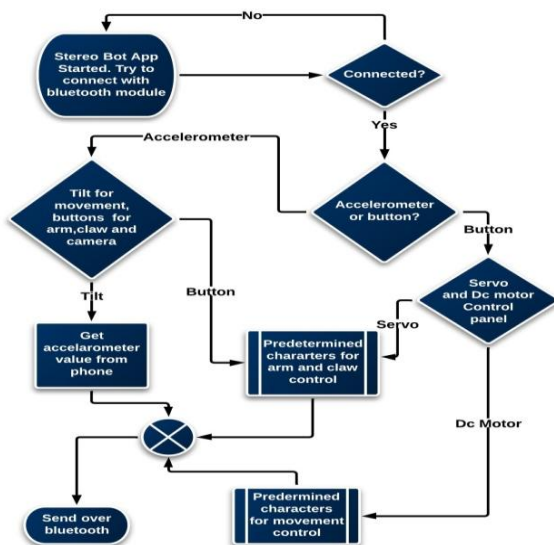 No
Stereo Bot App
Started. Try to
connect with
bluetooth module
Connected?
Yes
Accelerometer
Tilt for
movement,
buttons for
arm,claw and
camera
Accelerometer
or button?
Button
Servo
and Dc motor
Control
panel
Tilt
Button
Servo
Get
accelarometer
value from
phone
Predetermined
chararters for
arm and claw
control
Dc Motor
Send over
bluetooth
Predermined
characters
for movement
control